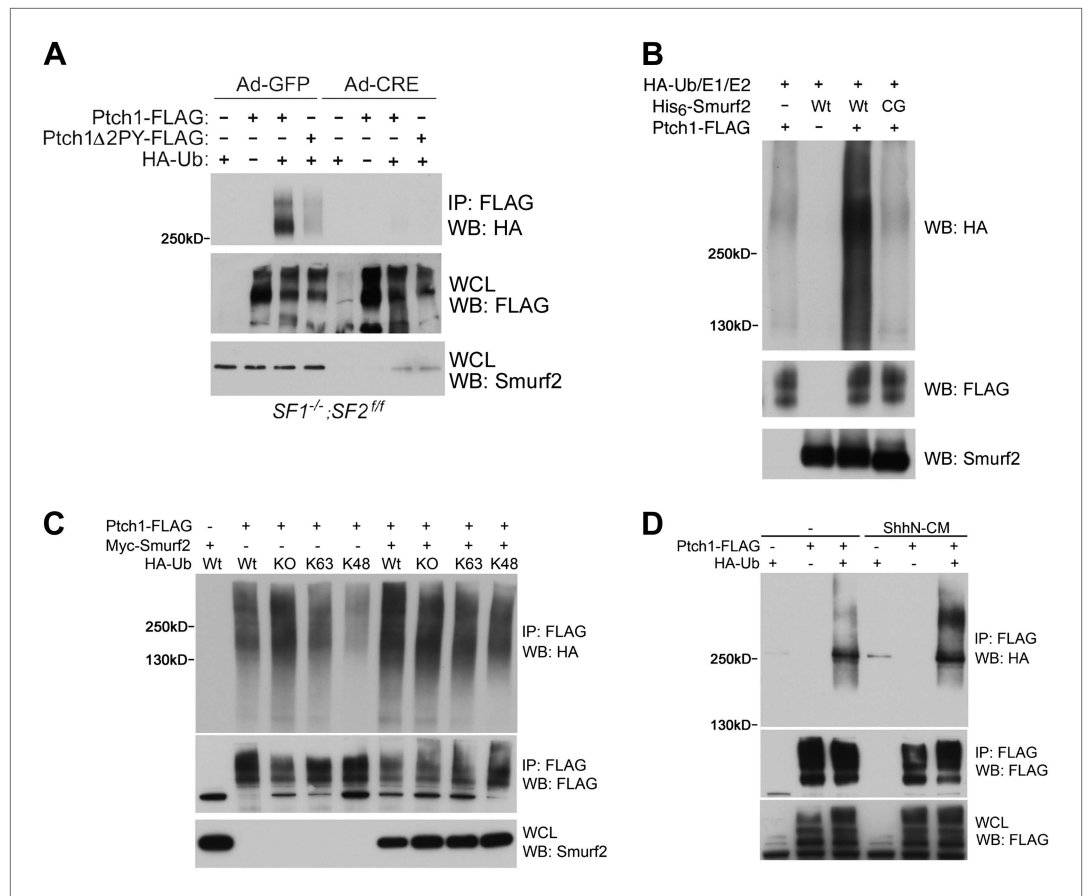 A
Ad-GFP Ad-CRE
Ptch1-FLAG: - + + - - + + -
Ptch1Δ2PY-FLAG: - - - + - - - +
HA-Ub: + - + + + - + +
250kD-
IP: FLAG
WB: HA
WCL
WB: FLAG
WCL
WB: Smurf2
SF1-/-;SF2f/f
B
HA-Ub/E1/E2 + + + +
His6-Smurf2 - Wt Wt CG
Ptch1-FLAG + - + +
250kD-
130kD-
WB: HA
WB: FLAG
WB: Smurf2
C
Ptch1-FLAG - + + + + + + + +
Myc-Smurf2 + - - - - + + + +
HA-Ub Wt Wt KO K63 K48 Wt KO K63 K48
250kD-
130kD-
IP: FLAG
WB: HA
IP: FLAG
WB: FLAG
WCL
WB: Smurf2
D
- ShhN-CM
Ptch1-FLAG - + + - + +
HA-Ub + - + + - +
250kD-
130kD-
IP: FLAG
WB: HA
IP: FLAG
WB: FLAG
WCL
WB: FLAG